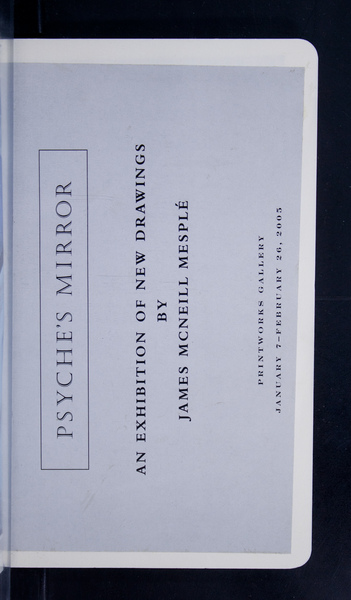 PSYCHE'S MIRROR
AN EXHIBITION OF NEW DRAWINGS
BY
JAMES MCNEILL MESPLÉ
PRINTWORKS GALLERY
JANUARY 7–FEBRUARY 26, 2005